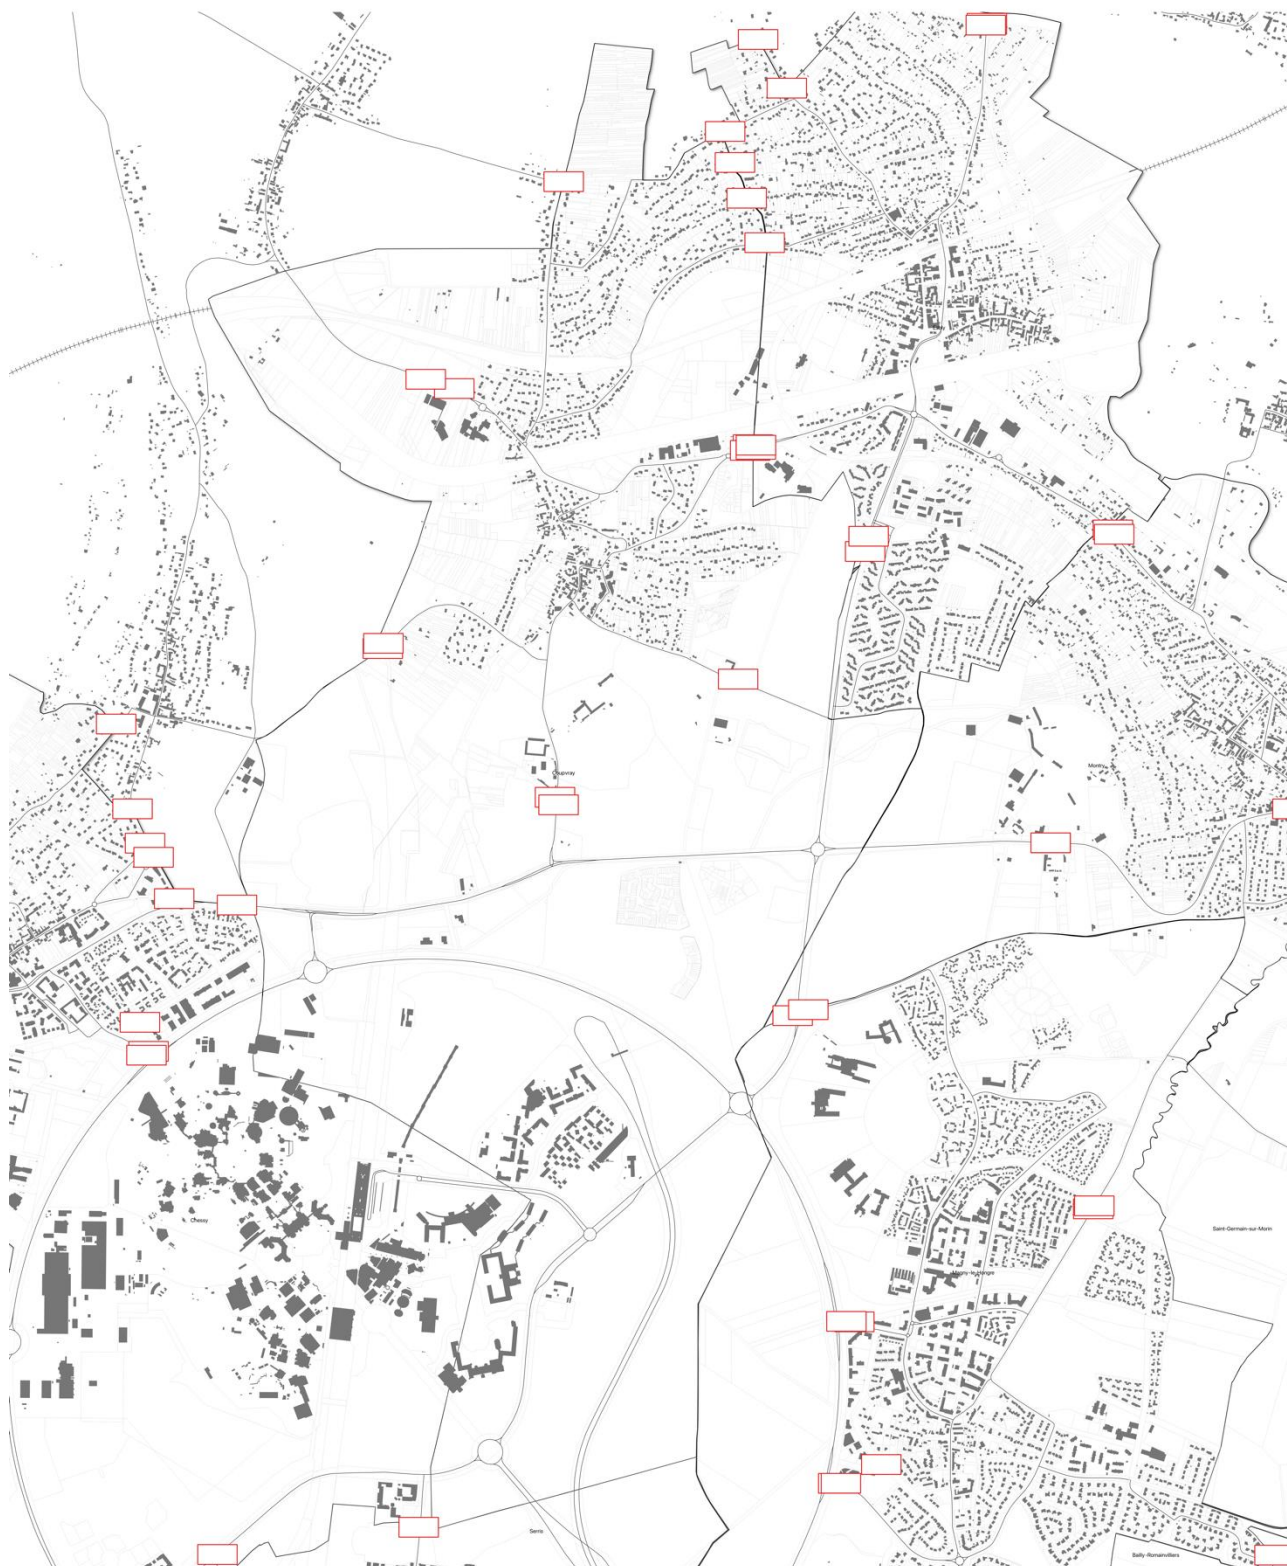 Coupvray
Montry
Chessy
Saint-Germain-sur-Morin
Magny-le-Hongre
Serris
Bailly-Romainvilliers